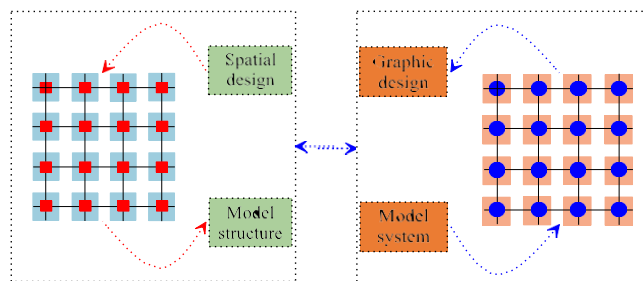 Spatial
design
Graphic
design
Model
structure
Model
system